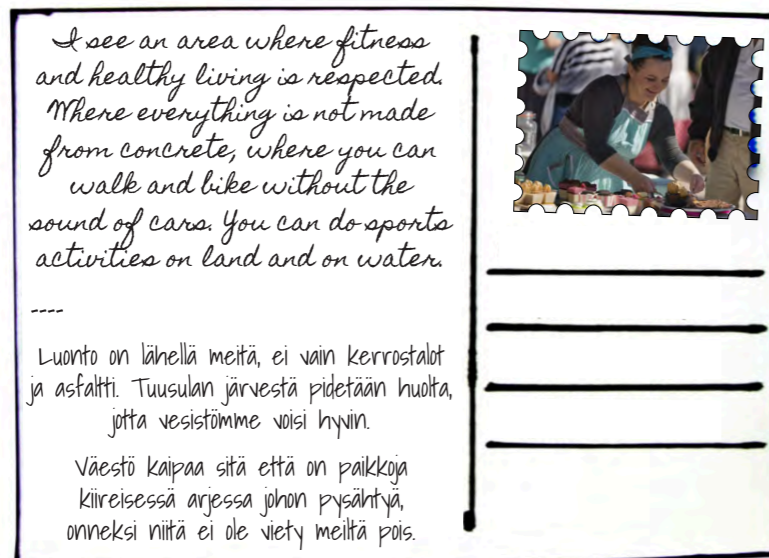 I see an area where fitness
and healthy living is respected.
Where everything is not made
from concrete, where you can
walk and bike without the
sound of cars. You can do sports
activities on land and on water.
----
Luonto on lähellä meitä, ei vain kerrostalot
ja asfaltti. Tuusulan järvestä pidetään huolta,
jotta vesistömme voisi hyvin.
Väestö kaipaa sitä että on paikkoja
kiireisessä arjessa johon pysähtyä,
onneksi niitä ei ole viety meiltä pois.